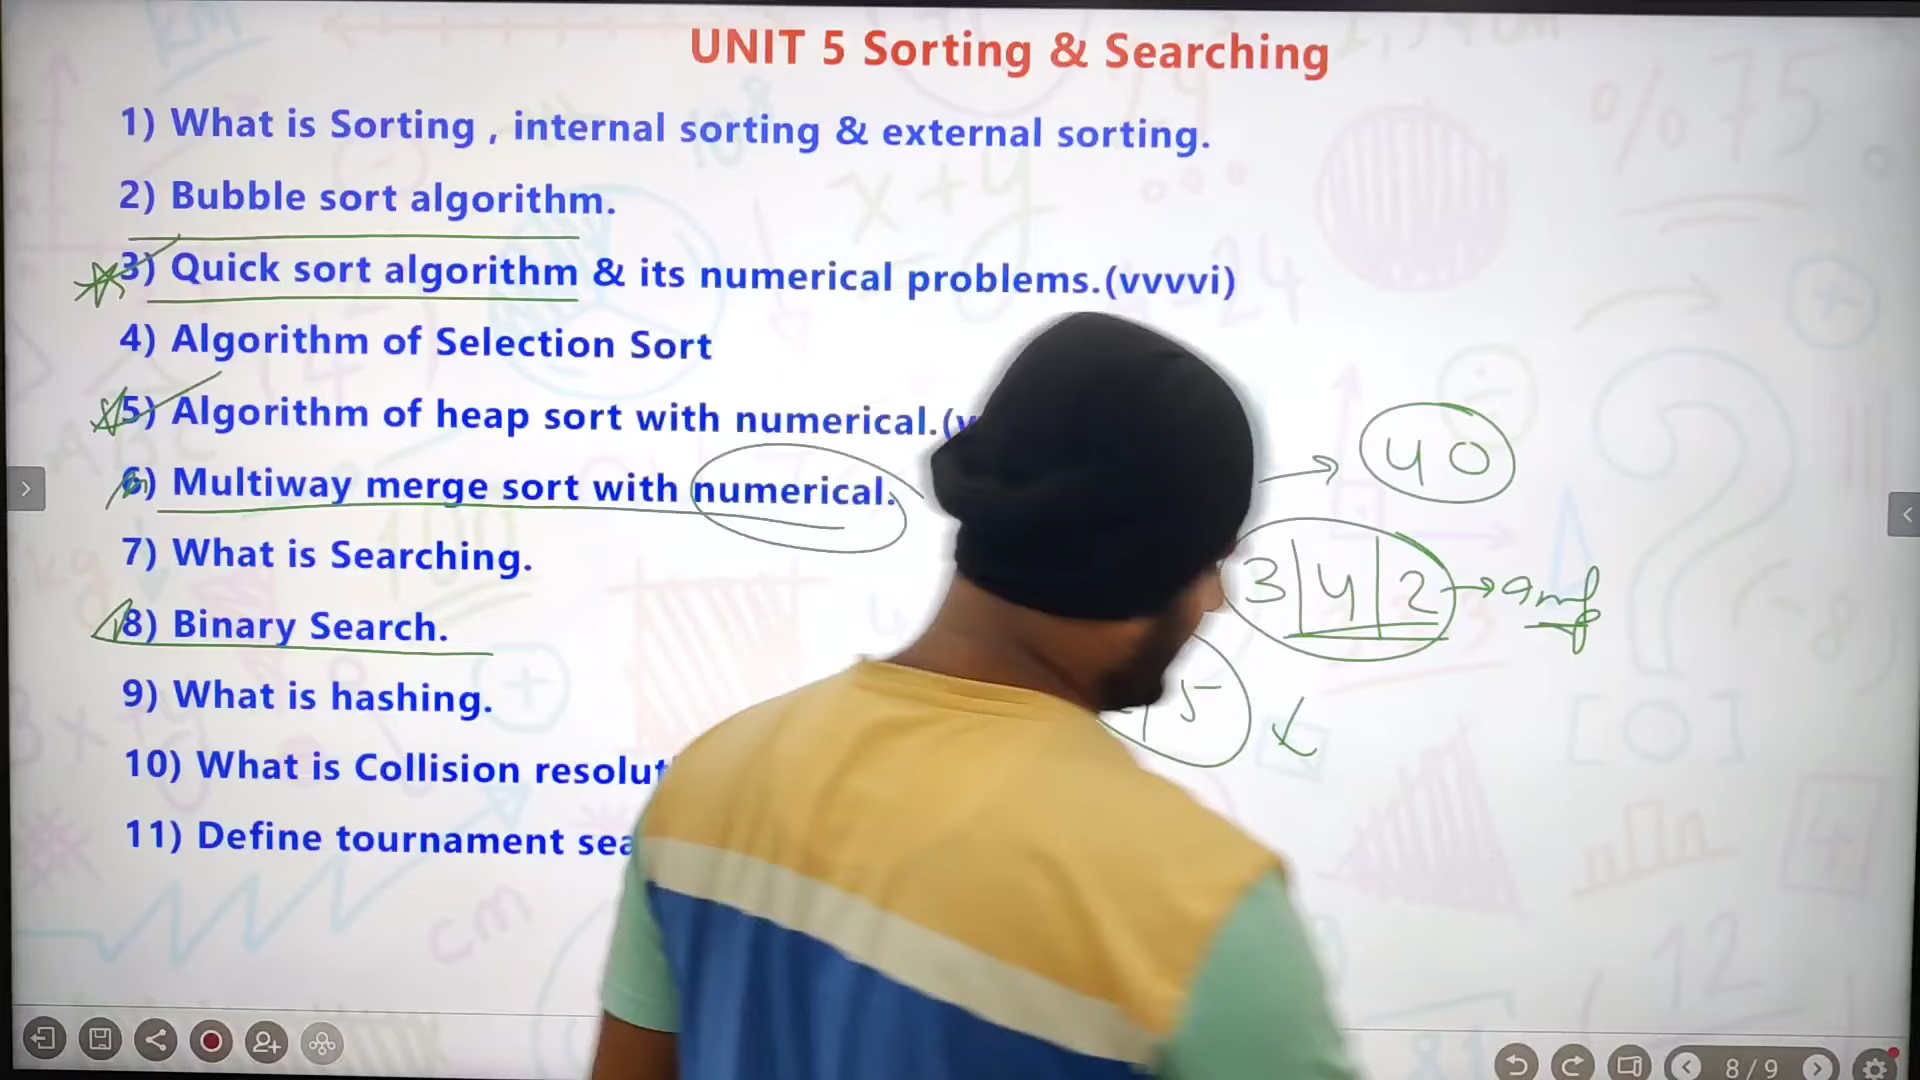 UNIT 5 Sorting & Searching
1) What is Sorting , internal sorting & external sorting.
2) Bubble sort algorithm.
3) Quick sort algorithm & its numerical problems.(vvvvi)
4) Algorithm of Selection Sort
5) Algorithm of heap sort with numerical.(v
40
6) Multiway merge sort with numerical.
7) What is Searching.
3 4 2
8) Binary Search.
9) What is hashing.
5
10) What is Collision
11) Define tournament
8/9